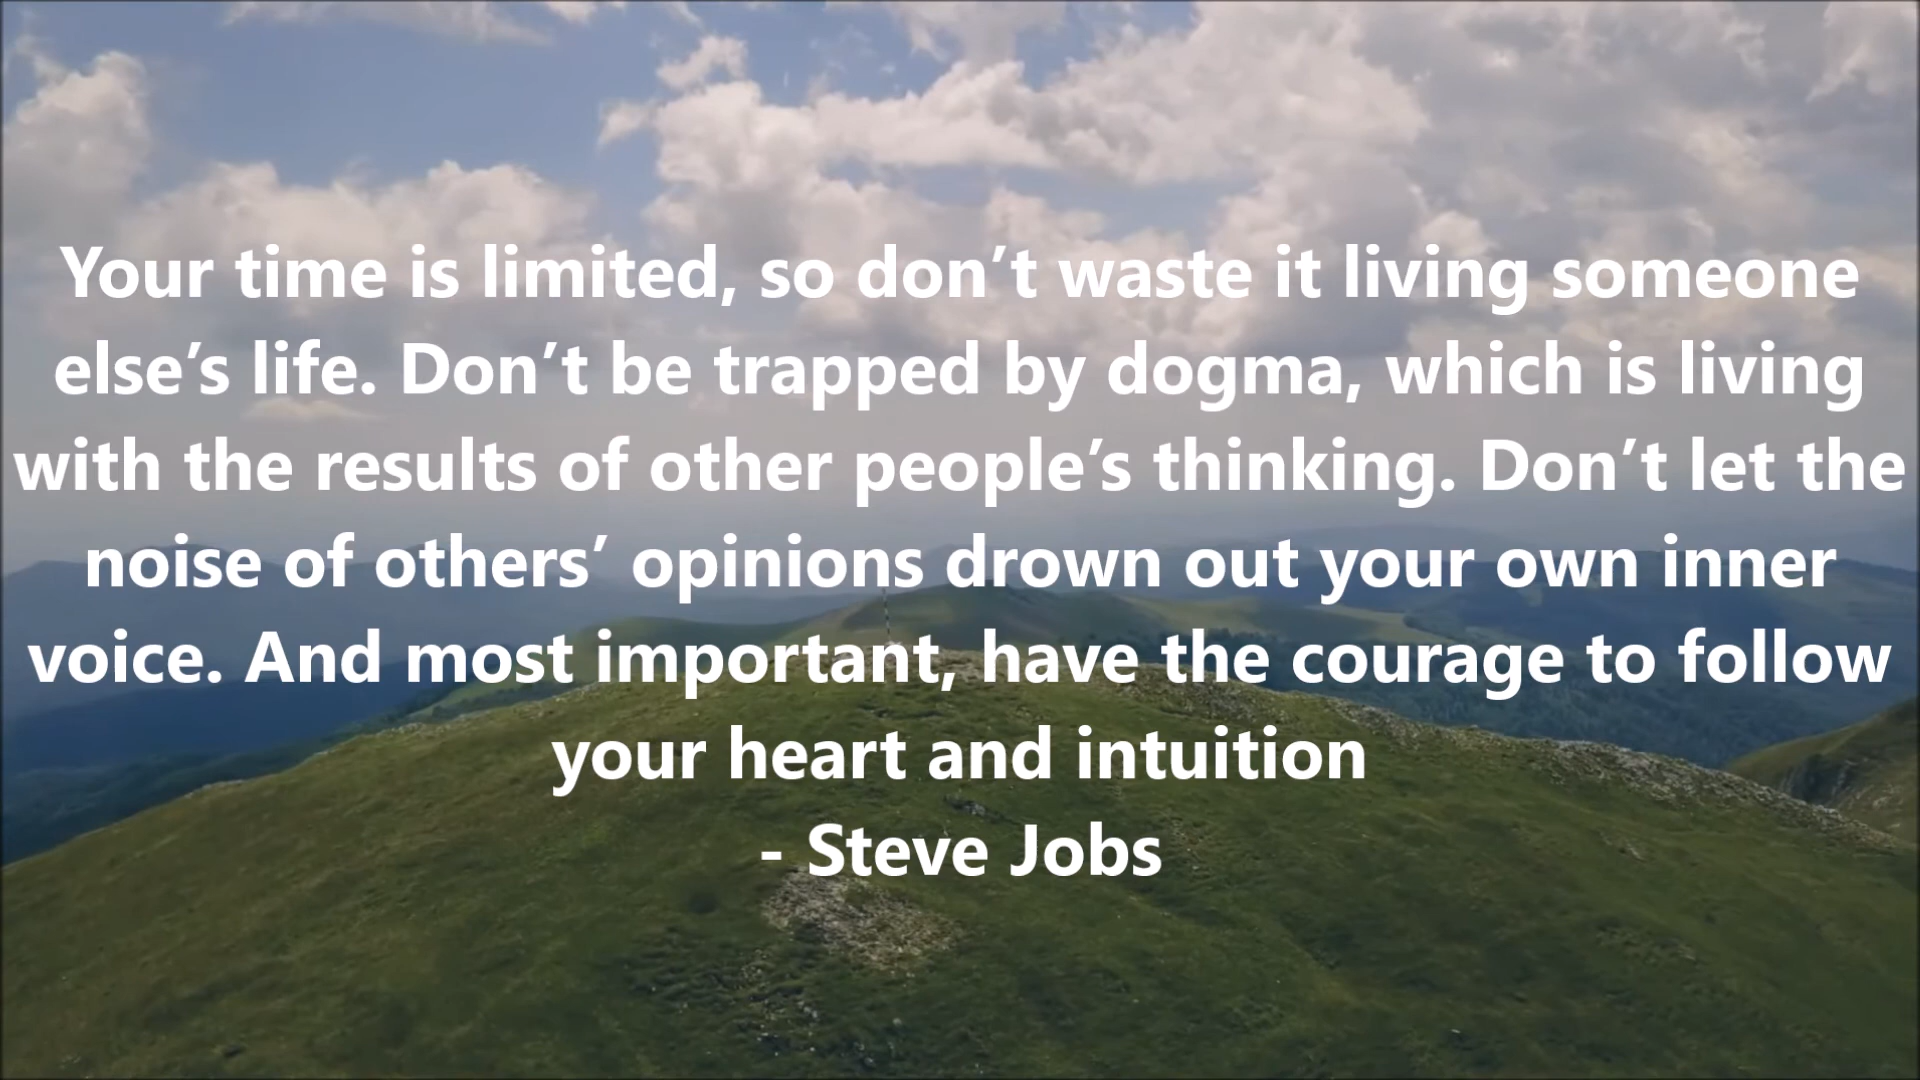 Your time is limited, so don’t waste it living someone
else’s life. Don’t be trapped by dogma, which is living
with the results of other people’s thinking. Don’t let the
noise of others’ opinions drown out your own inner
voice. And most important, have the courage to follow
your heart and intuition
- Steve Jobs